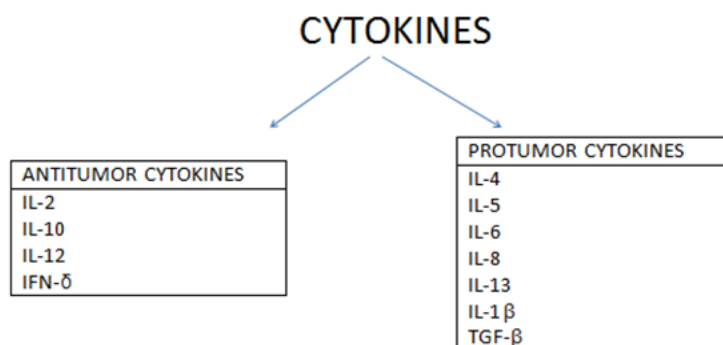 CYTOKINES
ANTITUMOR CYTOKINES
IL-2
IL-10
IL-12
IFN-δ
PROTUMOR CYTOKINES
IL-4
IL-5
IL-6
IL-8
IL-13
IL-1β
TGF-β